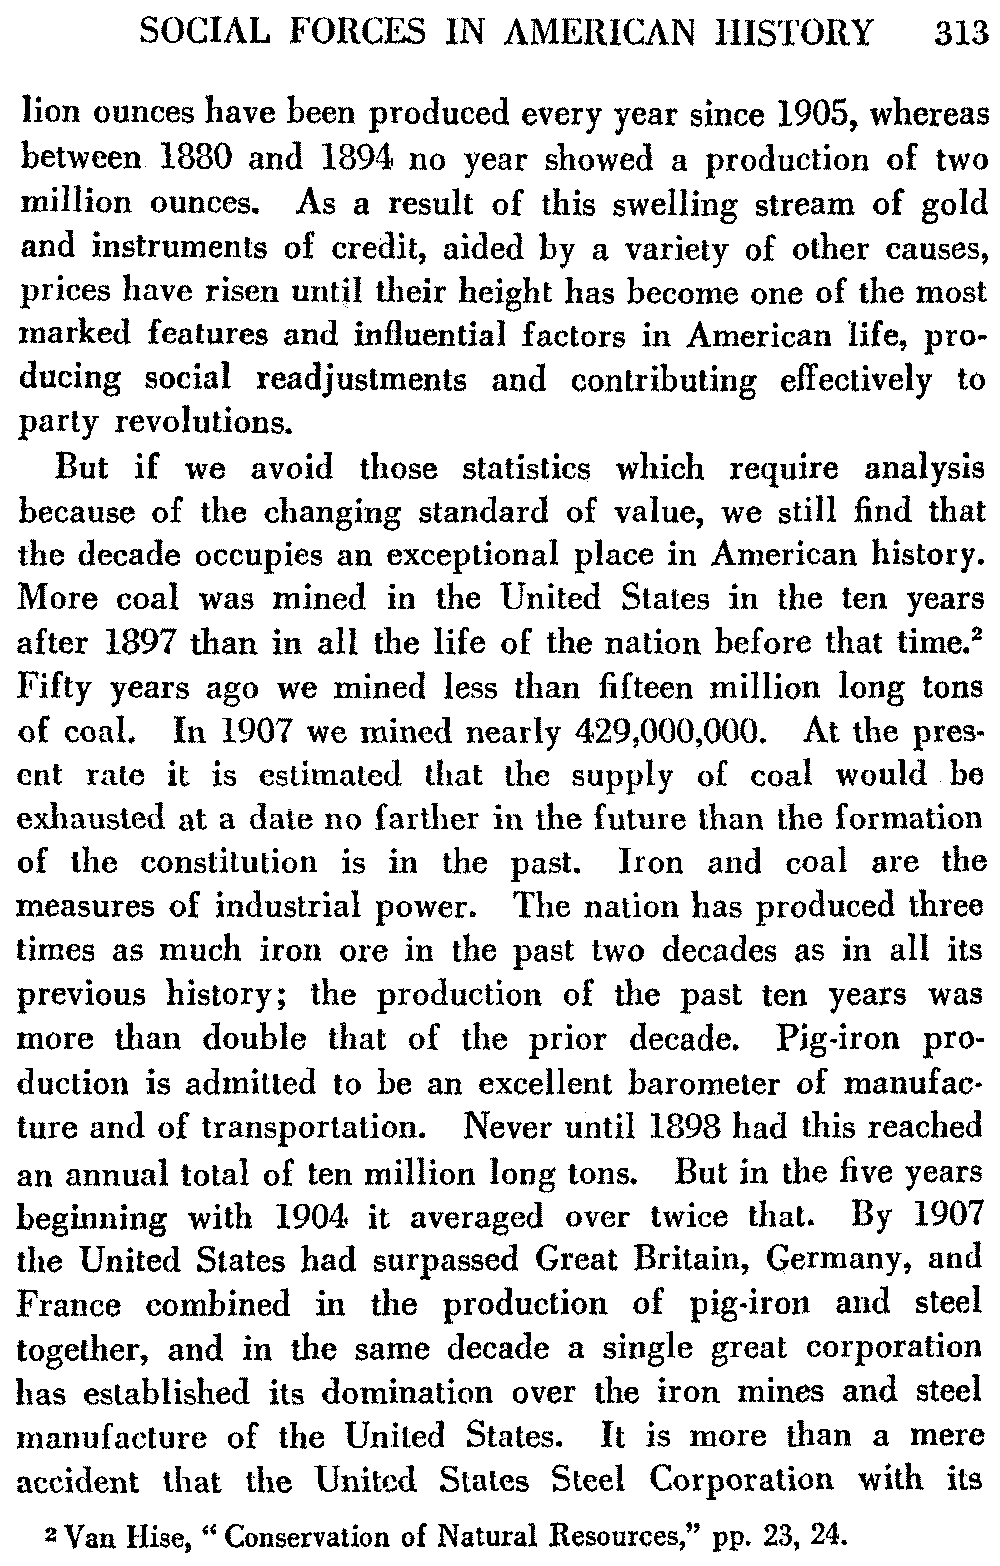 SOCIAL FORCES IN AMERICAN HISTORY 313
lion ounces have been produced every year since 1905, whereas
between 1880 and 1894 no year showed a production of two
million ounces. As a result of this swelling stream of gold
and instruments of credit, aided by a variety of other causes,
prices have risen until their height has become one of the most
marked features and influential factors in American life, pro-
ducing social readjustments and contributing effectively to
party revolutions.
But if we avoid those statistics which require analysis
because of the changing standard of value, we still find that
the decade occupies an exceptional place in American history.
More coal was mined in the United States in the ten years
after 1897 than in all the life of the nation before that time.²
Fifty years ago we mined less than fifteen million long tons
of coal. In 1907 we mined nearly 429,000,000. At the pres-
ent rate it is estimated that the supply of coal would be
exhausted at a date no farther in the future than the formation
of the constitution is in the past. Iron and coal are the
measures of industrial power. The nation has produced three
times as much iron ore in the past two decades as in all its
previous history; the production of the past ten years was
more than double that of the prior decade. Pig-iron pro-
duction is admitted to be an excellent barometer of manufac-
ture and of transportation. Never until 1898 had this reached
an annual total of ten million long tons. But in the five years
beginning with 1904 it averaged over twice that. By 1907
the United States had surpassed Great Britain, Germany, and
France combined in the production of pig-iron and steel
together, and in the same decade a single great corporation
has established its domination over the iron mines and steel
manufacture of the United States. It is more than a mere
accident that the United States Steel Corporation with its
² Van Hise, "Conservation of Natural Resources," pp. 23, 24.